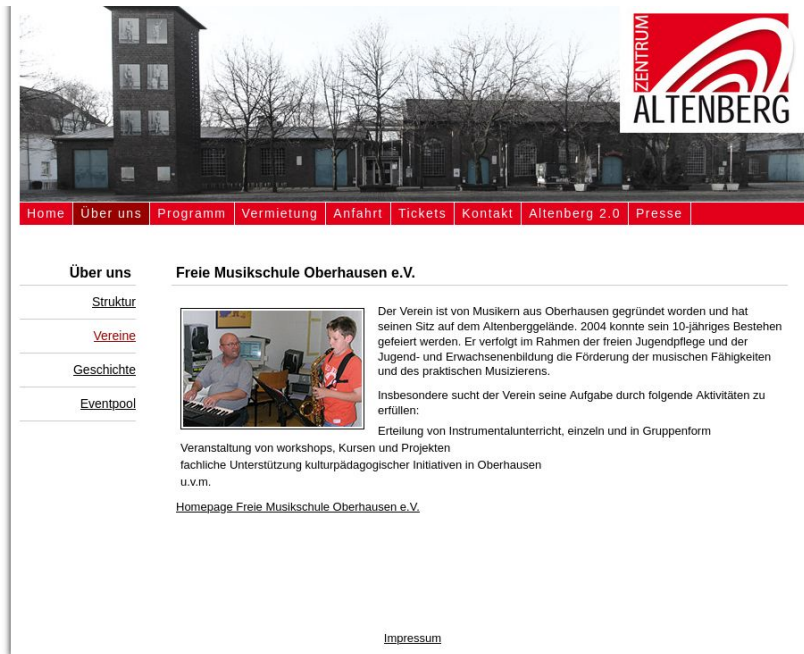 ZENTRUM
ALTENBERG
Home Über uns Programm Vermietung Anfahrt Tickets Kontakt Altenberg 2.0 Presse
Über uns
Struktur
Vereine
Geschichte
Eventpool
Freie Musikschule Oberhausen e.V.
Der Verein ist von Musikern aus Oberhausen gegründet worden und hat
seinen Sitz auf dem Altenberggelände. 2004 konnte sein 10-jähriges Bestehen
gefeiert werden. Er verfolgt im Rahmen der freien Jugendpflege und der
Jugend- und Erwachsenenbildung die Förderung der musischen Fähigkeiten
und des praktischen Musizierens.
Insbesondere sucht der Verein seine Aufgabe durch folgende Aktivitäten zu
erfüllen:
Erteilung von Instrumentalunterricht, einzeln und in Gruppenform
Veranstaltung von workshops, Kursen und Projekten
fachliche Unterstützung kulturpädagogischer Initiativen in Oberhausen
u.v.m.
Homepage Freie Musikschule Oberhausen e.V.
Impressum